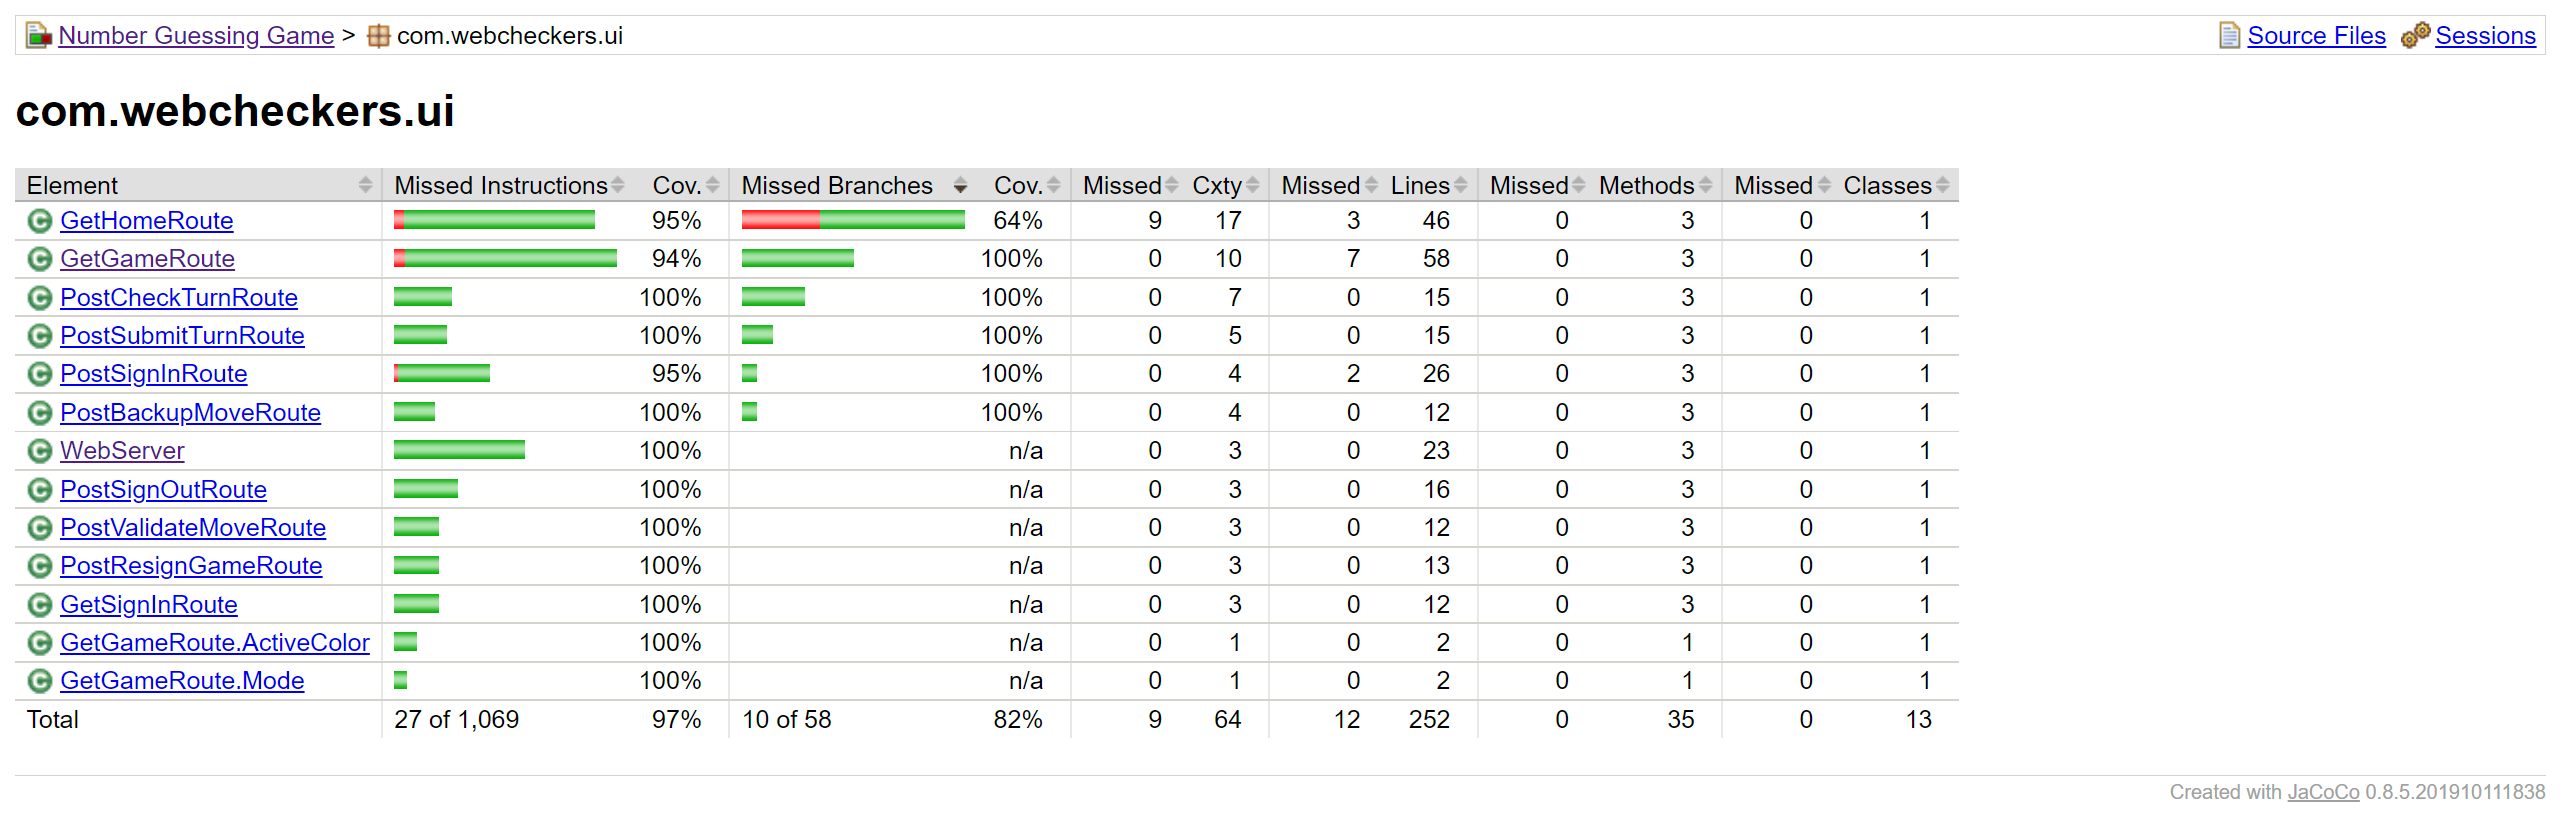 Number Guessing Game > com.webcheckers.ui Source Files Sessions
com.webcheckers.ui
Element Missed Instructions Cov. Missed Branches Cov. Missed Cxty Missed Lines Missed Methods Missed Classes
GetHomeRoute 95% 64% 9 17 3 46 0 3 0 1
GetGameRoute 94% 100% 0 10 7 58 0 3 0 1
PostCheckTurnRoute 100% 100% 0 7 0 15 0 3 0 1
PostSubmitTurnRoute 100% 100% 0 5 0 15 0 3 0 1
PostSignInRoute 95% 100% 0 4 2 26 0 3 0 1
PostBackupMoveRoute 100% 100% 0 4 0 12 0 3 0 1
WebServer 100% n/a 0 3 0 23 0 3 0 1
PostSignOutRoute 100% n/a 0 3 0 16 0 3 0 1
PostValidateMoveRoute 100% n/a 0 3 0 12 0 3 0 1
PostResignGameRoute 100% n/a 0 3 0 13 0 3 0 1
GetSignInRoute 100% n/a 0 3 0 12 0 3 0 1
GetGameRoute.ActiveColor 100% n/a 0 1 0 2 0 1 0 1
GetGameRoute.Mode 100% n/a 0 1 0 2 0 1 0 1
Total 27 of 1,069 97% 10 of 58 82% 9 64 12 252 0 35 0 13
Created with JaCoCo 0.8.5.201910111838